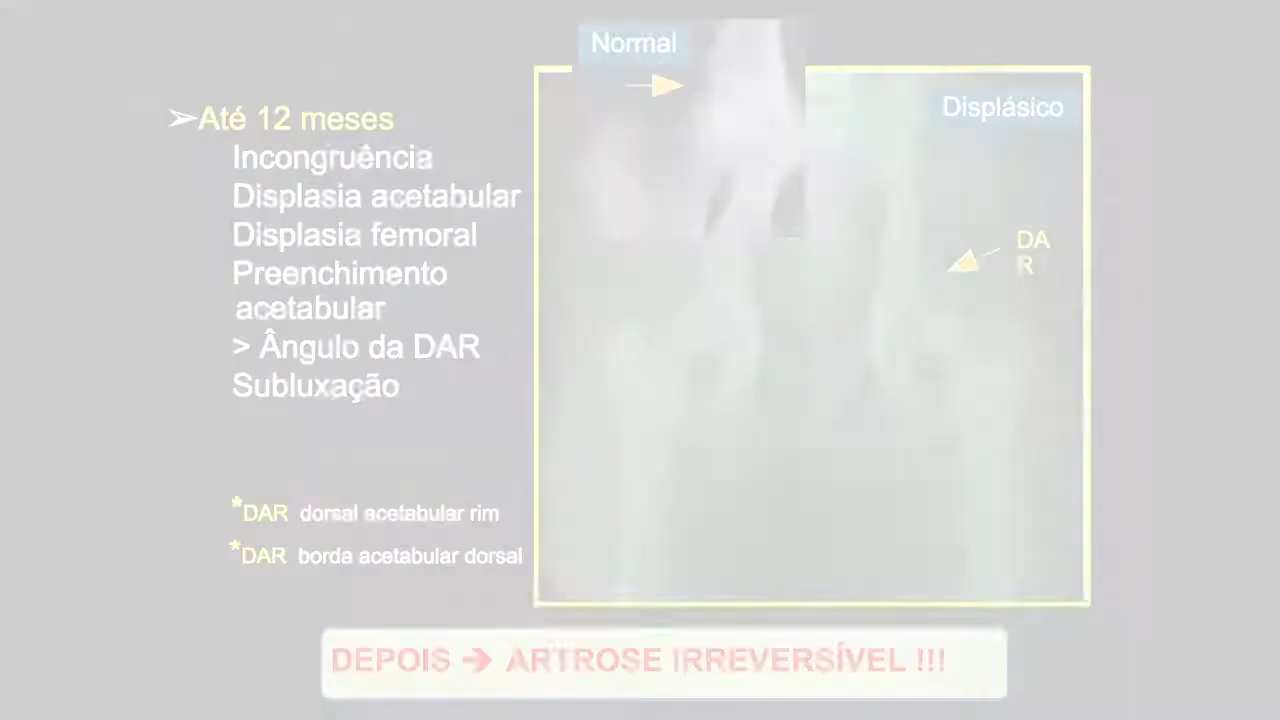 Normal
Displásico
➢Até 12 meses
Incongruência
Displasia acetabular
Displasia femoral
Preenchimento
acetabular
> Ângulo da DAR
Subluxação
DA
R
*DAR dorsal acetabular rim
*DAR borda acetabular dorsal
DEPOIS ➔ ARTROSE IRREVERSÍVEL !!!